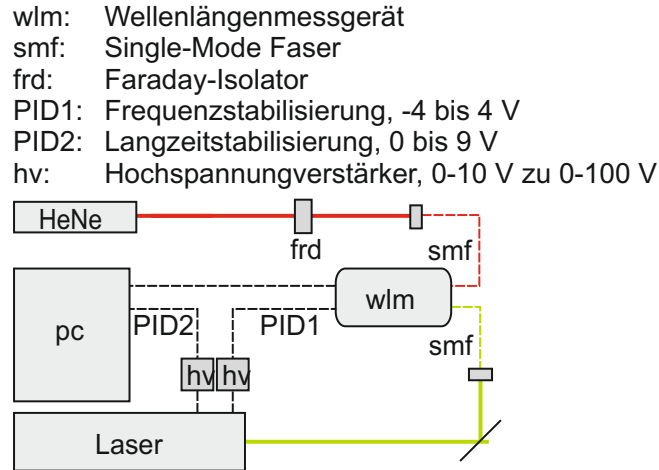 wlm: Wellenlängenmessgerät
smf: Single-Mode Faser
frd: Faraday-Isolator
PID1: Frequenzstabilisierung, -4 bis 4 V
PID2: Langzeitstabilisierung, 0 bis 9 V
hv: Hochspannungverstärker, 0-10 V zu 0-100 V
HeNe
frd
smf
pc
wlm
PID2
PID1
smf
hv
hv
Laser